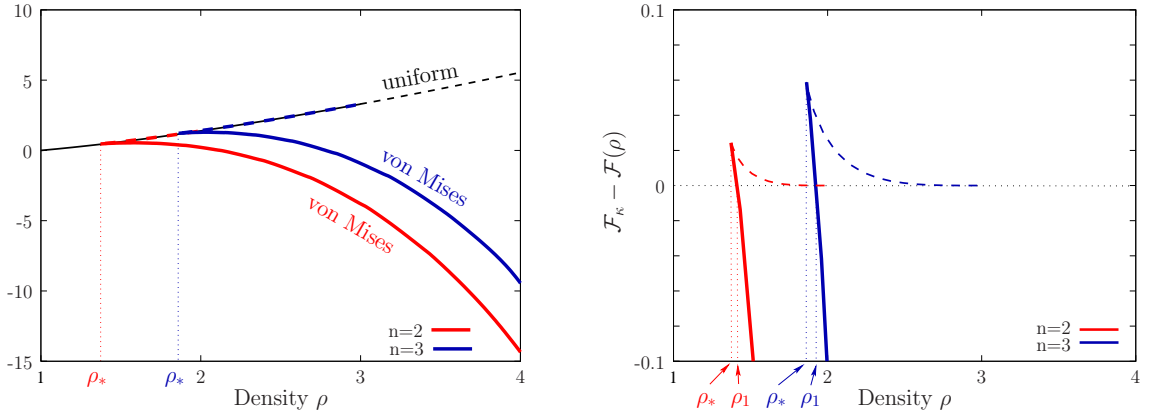 10
5
0
-5
-10
-15
1
2
3
4
uniform
von Mises
von Mises
n=2
n=3
ρ*
ρ*
Density ρ
0.1
0
-0.1
1
2
3
4
ℱκ − ℱ(ρ)
n=2
n=3
ρ* ρ1 ρ* ρ1
Density ρ